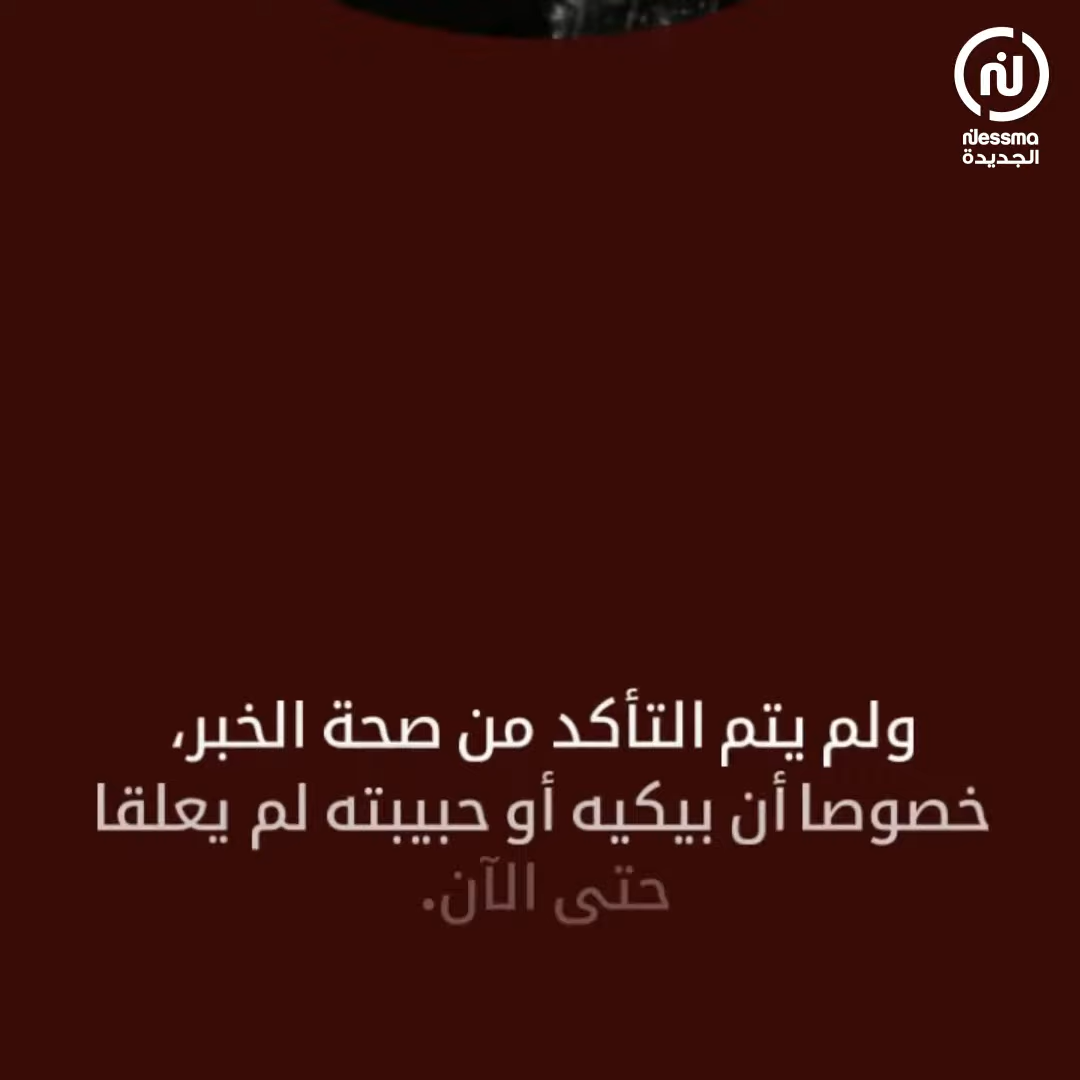 Nessma
الجديدة
ولم يتم التأكد من صحة الخبر،
خصوصا أن بيكيه أو حبيبته لم يعلقا
حتى الآن.